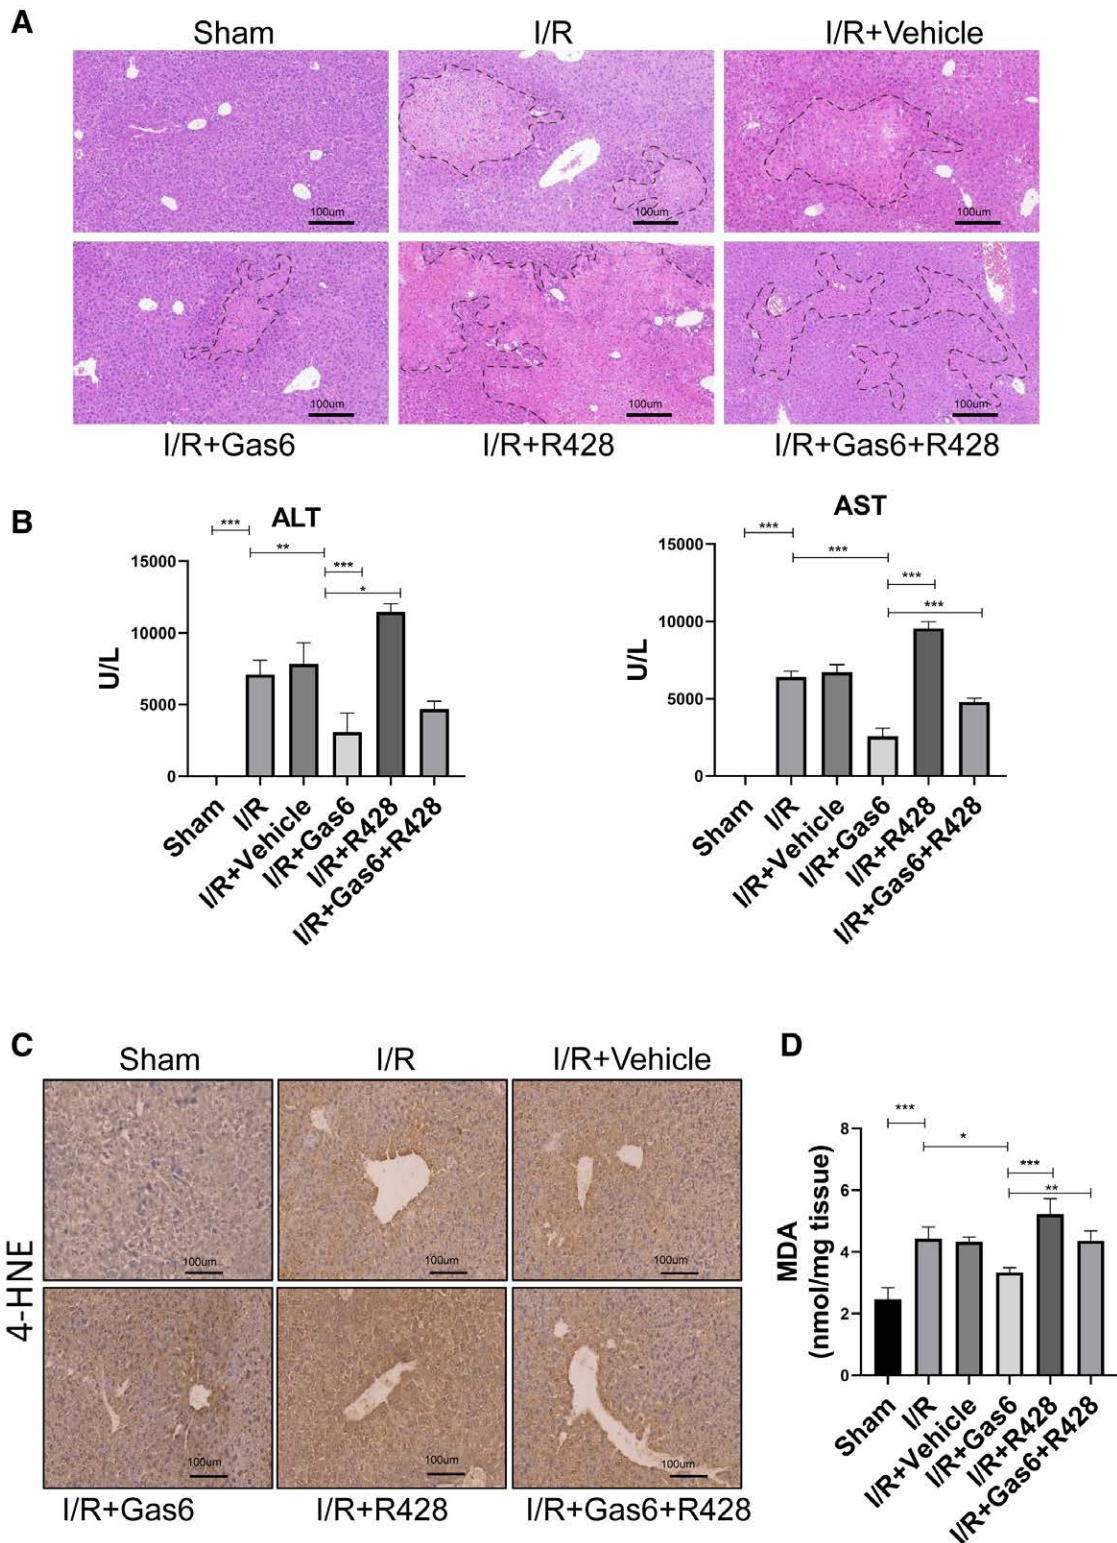 A
Sham I/R I/R+Vehicle
100um 100um 100um
100um 100um 100um
I/R+Gas6 I/R+R428 I/R+Gas6+R428
B
ALT
***
**
***
*
U/L
15000
10000
5000
0
Sham
I/R
I/R+Vehicle
I/R+Gas6
I/R+R428
I/R+Gas6+R428
AST
***
***
***
***
U/L
15000
10000
5000
0
Sham
I/R
I/R+Vehicle
I/R+Gas6
I/R+R428
I/R+Gas6+R428
C
Sham I/R I/R+Vehicle
4-HNE
100um 100um 100um
100um 100um 100um
I/R+Gas6 I/R+R428 I/R+Gas6+R428
D
***
*
***
**
MDA
(nmol/mg tissue)
8
6
4
2
0
Sham
I/R
I/R+Vehicle
I/R+Gas6
I/R+R428
I/R+Gas6+R428